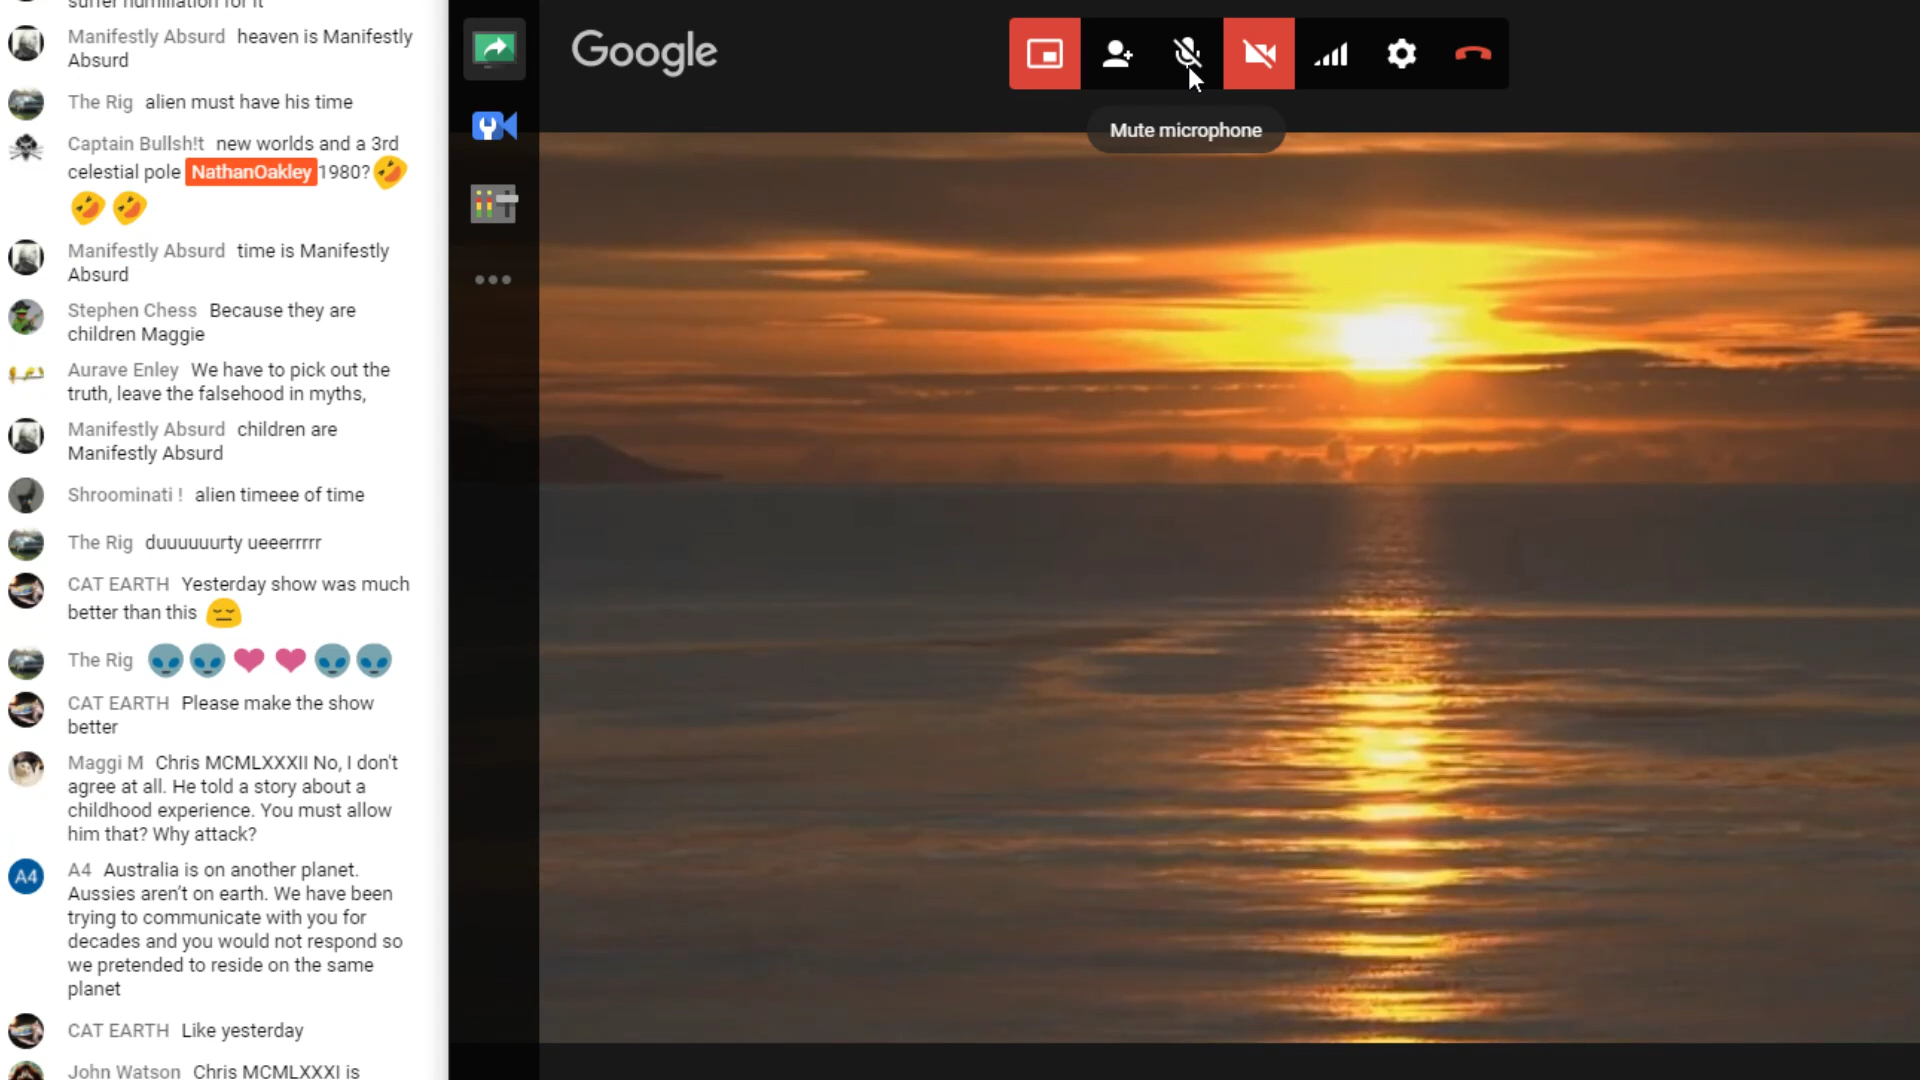 suffer humiliation for it
Manifestly Absurd heaven is Manifestly
Absurd
The Rig alien must have his time
Captain Bullsh!t new worlds and a 3rd
celestial pole NathanOakley 1980?
Manifestly Absurd time is Manifestly
Absurd
Stephen Chess Because they are
children Maggie
Aurave Enley We have to pick out the
truth, leave the falsehood in myths,
Manifestly Absurd children are
Manifestly Absurd
Shroominati ! alien timeee of time
The Rig duuuuuurty ueeerrrrr
CAT EARTH Yesterday show was much
better than this
The Rig
CAT EARTH Please make the show
better
Maggi M Chris MCMLXXXII No, I don't
agree at all. He told a story about a
childhood experience. You must allow
him that? Why attack?
A4
A4 Australia is on another planet.
Aussies aren't on earth. We have been
trying to communicate with you for
decades and you would not respond so
we pretended to reside on the same
planet
CAT EARTH Like yesterday
John Watson Chris MCMLXXXI is
Google
Mute microphone